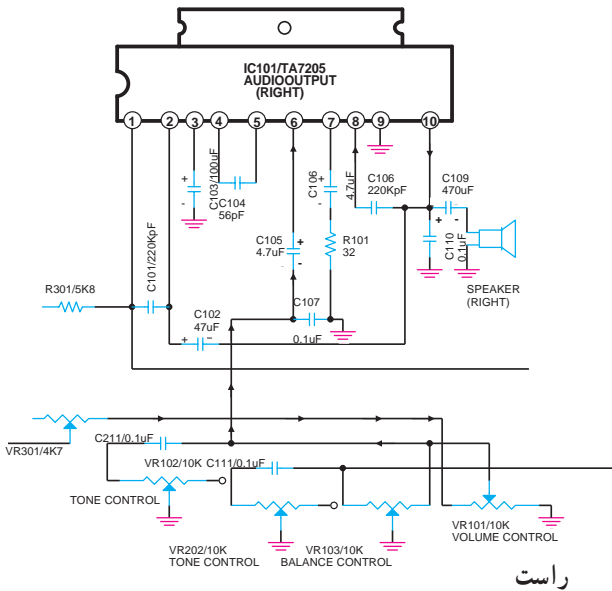 IC101/TA7205
AUDIOOUTPUT
(RIGHT)
1 2 3 4 5 6 7 8 9 10
C103/100uF
+
-
C104
56pF
C106
+
-
4.7uF
C106
220KpF
C109
470uF
+ -
C110
0.1uF
SPEAKER
(RIGHT)
R101
32
C105
4.7uF
+
-
C101/220KpF
R301/5K8
C107
0.1uF
C102
47uF
+ -
VR301/4K7
C211/0.1uF
VR102/10K
C111/0.1uF
TONE CONTROL
VR202/10K
TONE CONTROL
VR103/10K
BALANCE CONTROL
VR101/10K
VOLUME CONTROL
راست